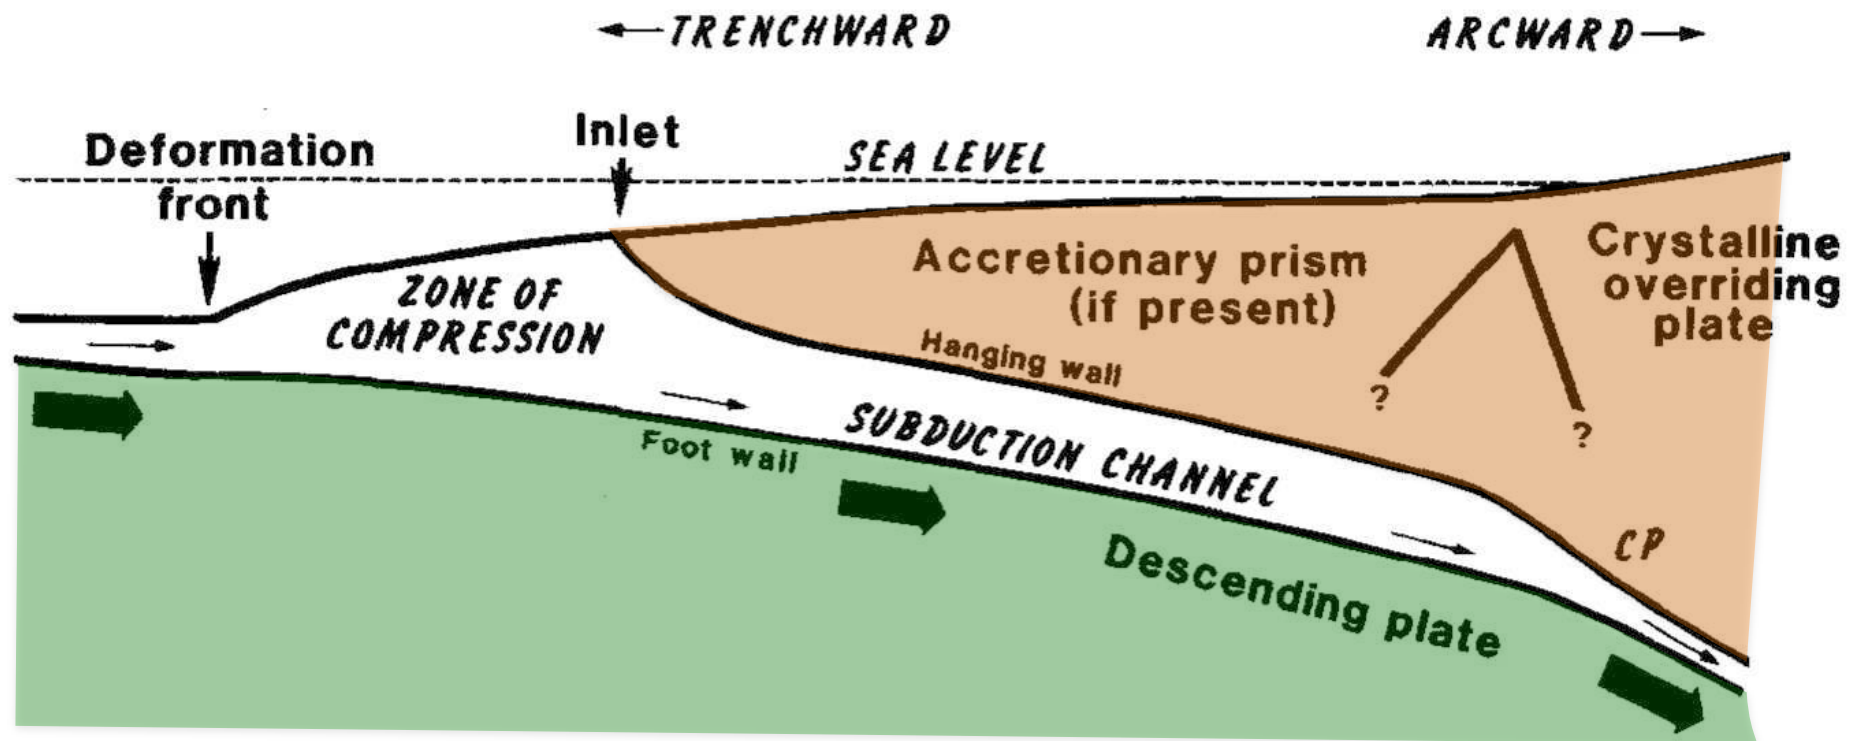 TRENCHWARD
ARCWARD
Deformation
front
Inlet
SEA LEVEL
ZONE OF
COMPRESSION
Accretionary prism
(if present)
Crystalline
overriding
plate
Hanging wall
?
?
SUBDUCTION CHANNEL
Foot wall
CP
Descending plate